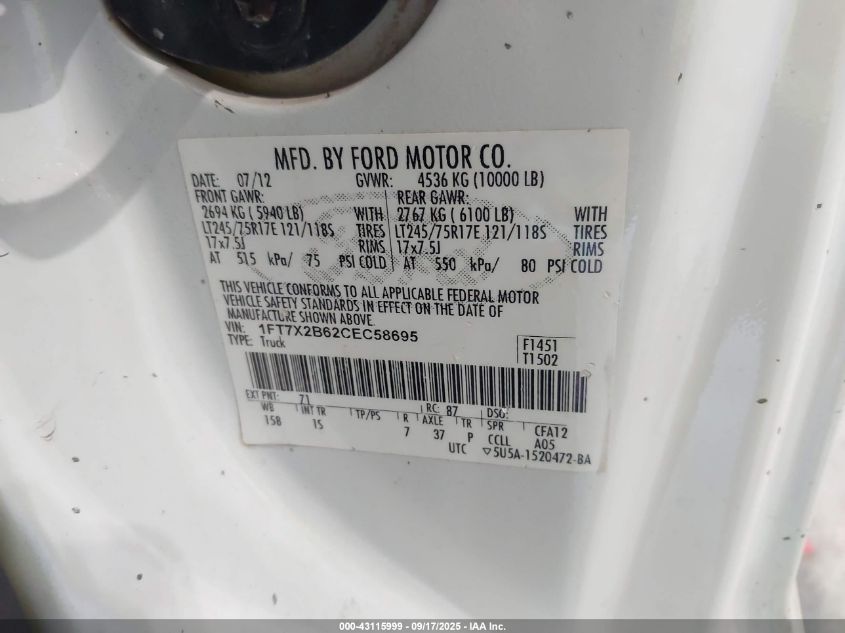 MFD. BY FORD MOTOR CO.
DATE: 07/12 GVWR: 4536 KG (10000 LB)
FRONT GAWR: REAR GAWR:
2694 KG ( 5940 LB) WITH 2767 KG ( 6100 LB) WITH
LT245/75R17E 121/118S TIRES LT245/75R17E 121/118S TIRES
17x7.5J RIMS 17x7.5J RIMS
AT 515 kPa/ 75 PSI COLD AT 550 kPa/ 80 PSI COLD
THIS VEHICLE CONFORMS TO ALL APPLICABLE FEDERAL MOTOR
VEHICLE SAFETY STANDARDS IN EFFECT ON THE DATE OF
MANUFACTURE SHOWN ABOVE.
VIN: 1FT7X2B62CEC58695
TYPE: Truck
F1451
T1502
EXT PNT: 71 RC: 87 DSO:
WB INT TR TP/PS R AXLE TR SPR CFA12
158 15 7 37 P CCLL A05
UTC ▽5U5A-1520472-BA
000-43115999 - 09/17/2025 - IAA Inc.